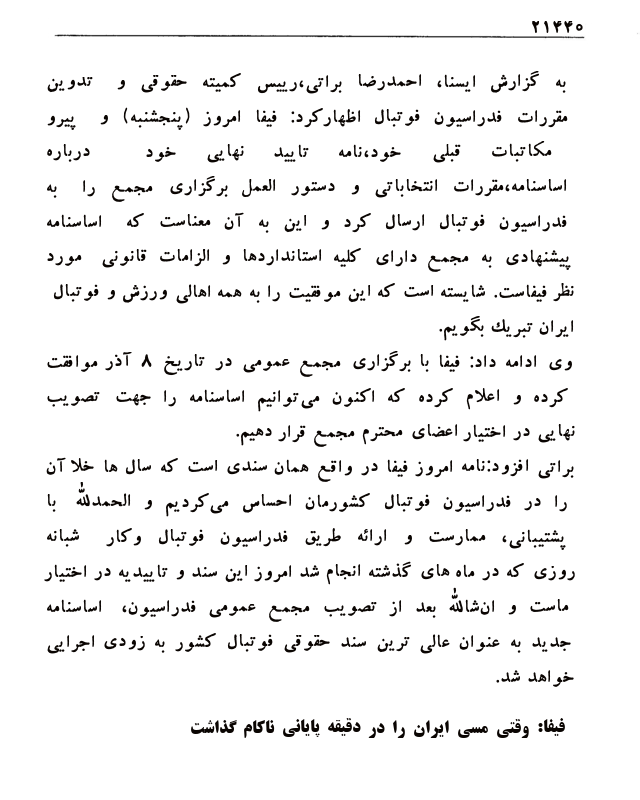 ۲۱۴۴۰
به گزارش ایسنا، احمدرضا براتی،رییس کمیته حقوقی و تدوین
مقررات فدراسیون فوتبال اظهارکرد: فیفا امروز (پنجشنبه) و پیرو
مکاتبات قبلی خود،نامه تایید نهایی خود درباره
اساسنامه،مقررات انتخاباتی و دستور العمل برگزاری مجمع را به
فدراسیون فوتبال ارسال کرد و این به آن معناست که اساسنامه
پیشنهادی به مجمع دارای کلیه استانداردها و الزامات قانونی مورد
نظر فیفاست. شایسته است که این موفقیت را به همه اهالی ورزش و فوتبال
ایران تبریك بگویم.
وی ادامه داد: فیفا با برگزاری مجمع عمومی در تاریخ ۸ آذر موافقت
کرده و اعلام کرده که اکنون می‌توانیم اساسنامه را جهت تصویب
نهایی در اختیار اعضای محترم مجمع قرار دهیم.
براتی افزود:نامه امروز فیفا در واقع همان سندی است که سال ها خلا آن
را در فدراسیون فوتبال کشورمان احساس می‌کردیم و الحمدلله با
پشتیبانی، ممارست و ارائه طریق فدراسیون فوتبال وکار شبانه
روزی که در ماه های گذشته انجام شد امروز این سند و تاییدیه در اختیار
ماست و ان‌شالله بعد از تصویب مجمع عمومی فدراسیون، اساسنامه
جدید به عنوان عالی ترین سند حقوقی فوتبال کشور به زودی اجرایی
خواهد شد.
فیفا: وقتی مسی ایران را در دقیقه پایانی ناکام گذاشت